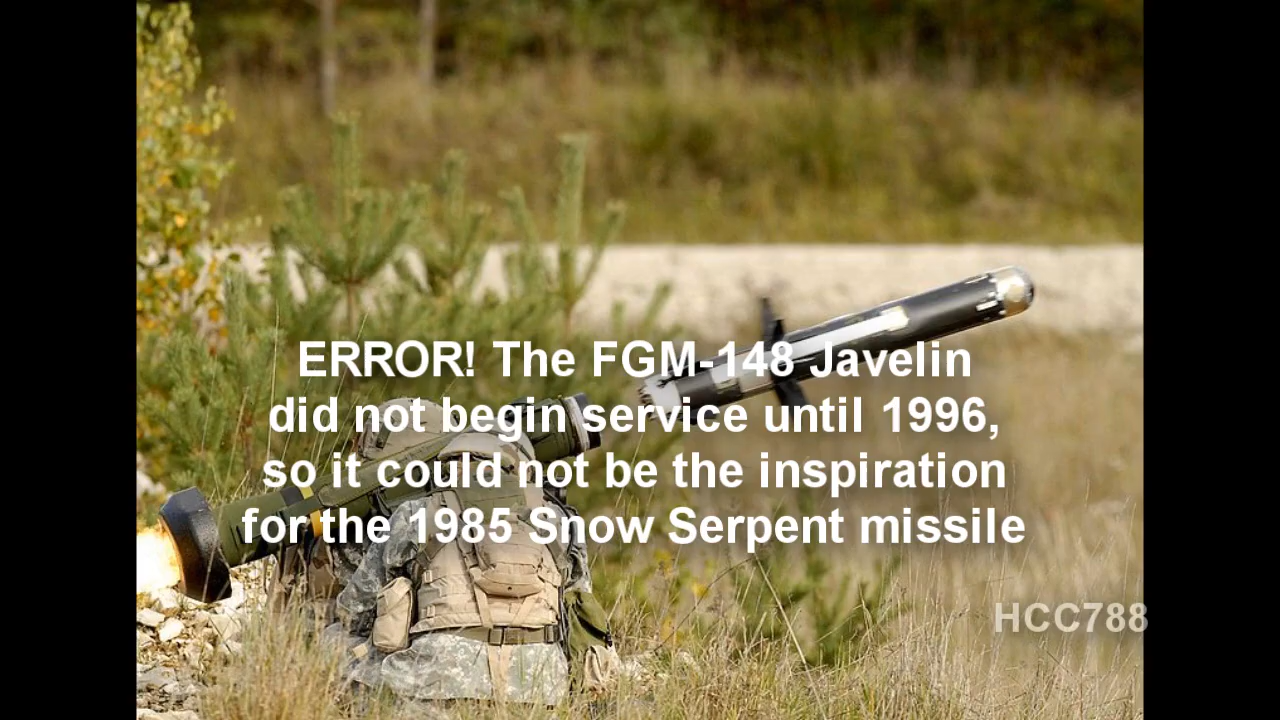 ERROR! The FGM-148 Javelin
did not begin service until 1996,
so it could not be the inspiration
for the 1985 Snow Serpent missile
HCC788